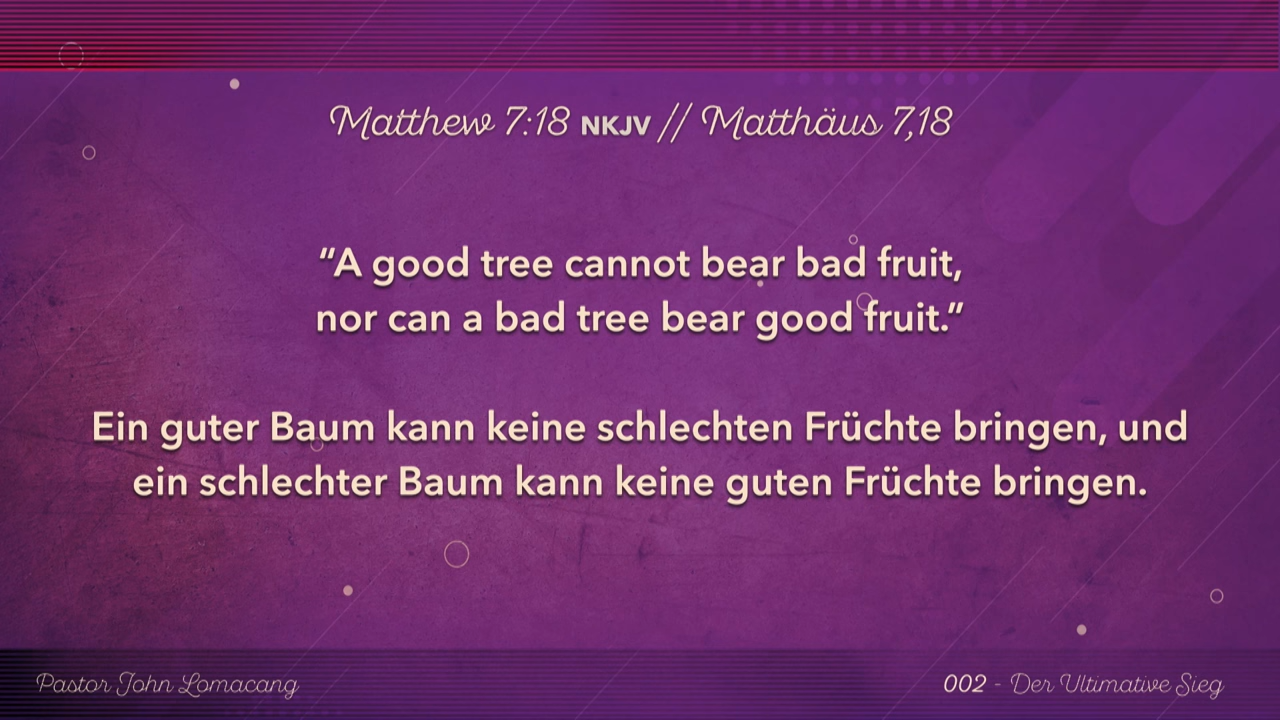 Matthew 7:18 NKJV // Matthäus 7,18
“A good tree cannot bear bad fruit,
nor can a bad tree bear good fruit.”
Ein guter Baum kann keine schlechten Früchte bringen, und
ein schlechter Baum kann keine guten Früchte bringen.
Pastor John Lomacang
002 - Der Ultimative Sieg